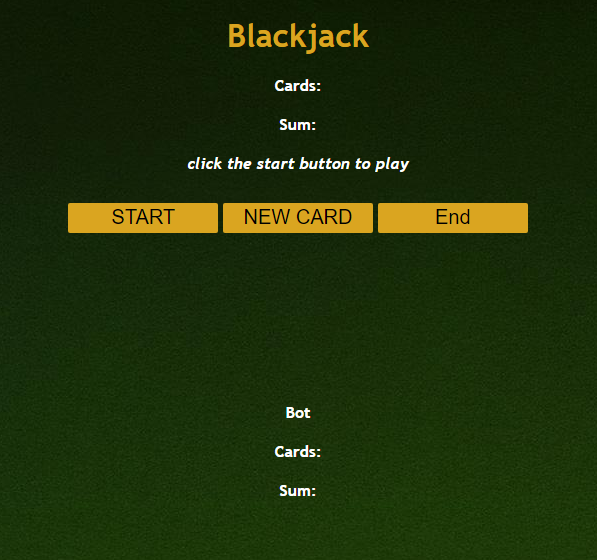 Blackjack
Cards:
Sum:
click the start button to play
START NEW CARD End
Bot
Cards:
Sum: